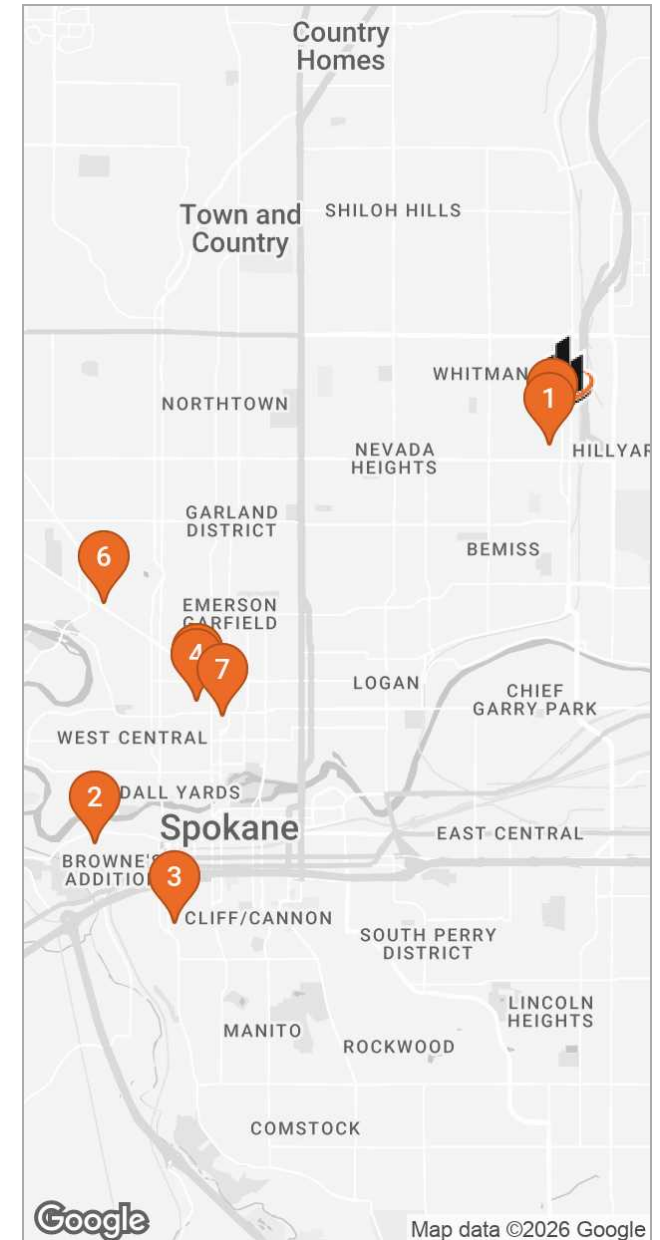 Country
Homes
Town and
Country
SHILOH HILLS
WHITMAN
1
NORTHTOWN
NEVADA
HEIGHTS
HILLYAR
GARLAND
DISTRICT
BEMISS
6
EMERSON
GARFIELD
4
7
LOGAN
CHIEF
GARRY PARK
WEST CENTRAL
2
DALL YARDS
Spokane
EAST CENTRAL
BROWNE'S
ADDITIO
3
CLIFF/CANNON
SOUTH PERRY
DISTRICT
LINCOLN
HEIGHTS
MANITO
ROCKWOOD
COMSTOCK
Google
Map data ©2026 Google